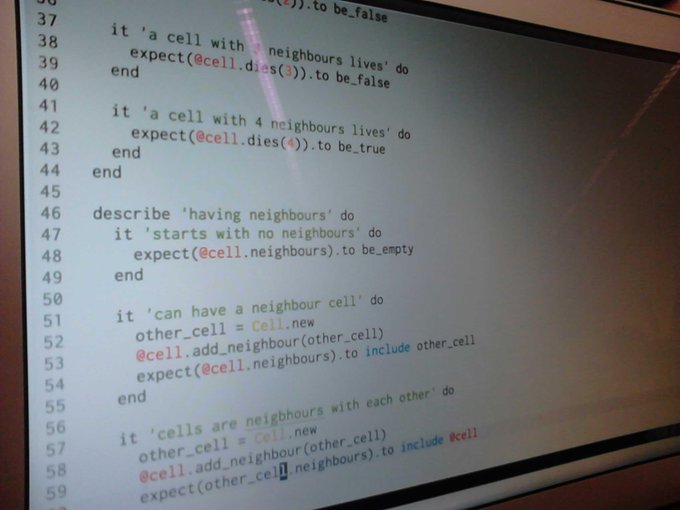 36 (2)).to be_false
37
38 it 'a cell with 3 neighbours lives' do
39 expect(@cell.dies(3)).to be_false
40 end
41
42 it 'a cell with 4 neighbours lives' do
43 expect(@cell.dies(4)).to be_true
44 end
45 end
46
47 describe 'having neighbours' do
48 it 'starts with no neighbours' do
49 expect(@cell.neighbours).to be_empty
50 end
51
52 it 'can have a neighbour cell' do
53 other_cell = Cell.new
54 @cell.add_neighbour(other_cell)
55 expect(@cell.neighbours).to include other_cell
56 end
57
58 it 'cells are neigbhours with each other' do
59 other_cell = Cell.new
@cell.add_neighbour(other_cell)
expect(other_cell.neighbours).to include @cell